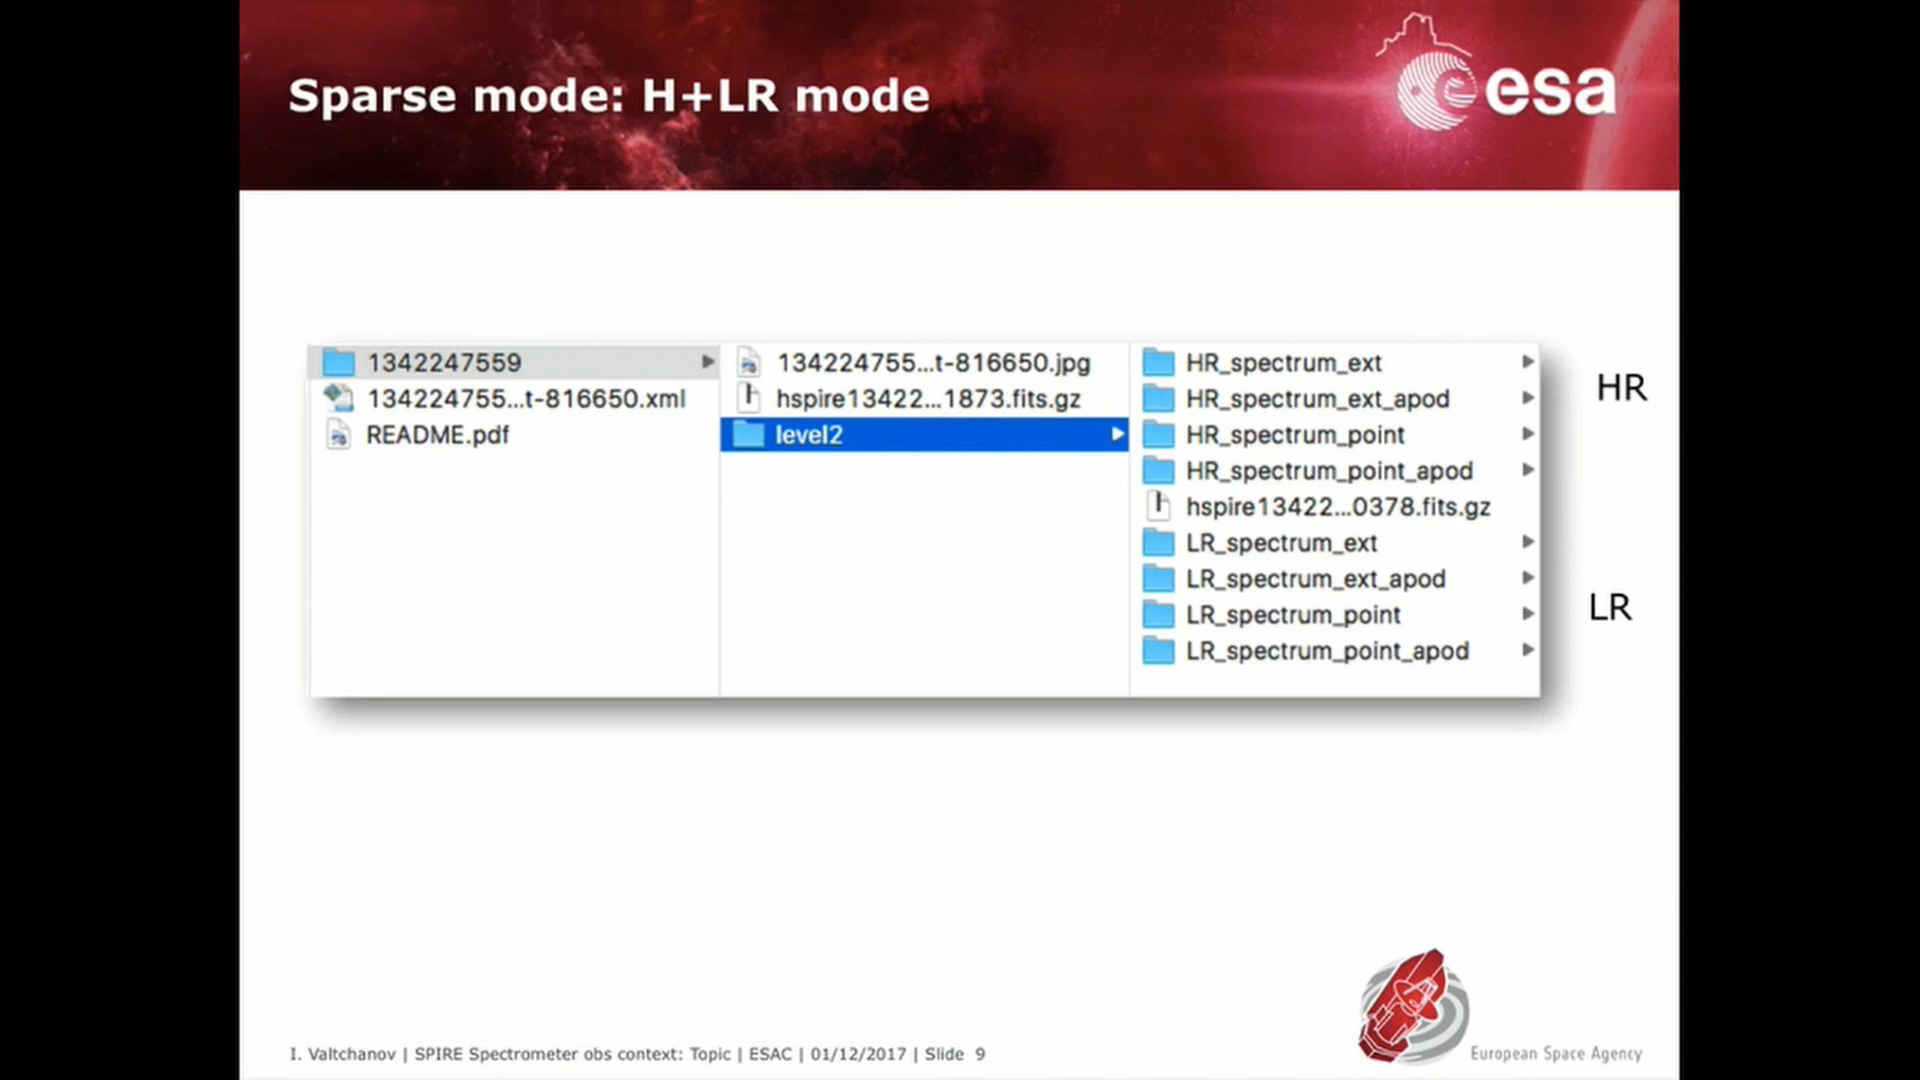 Sparse mode: H+LR mode
esa
1342247559
134224755...t-816650.xml
README.pdf
134224755...t-816650.jpg
hspire13422...1873.fits.gz
level2
HR_spectrum_ext
HR_spectrum_ext_apod
HR_spectrum_point
HR_spectrum_point_apod
hspire13422...0378.fits.gz
LR_spectrum_ext
LR_spectrum_ext_apod
LR_spectrum_point
LR_spectrum_point_apod
HR
LR
I. Valtchanov | SPIRE Spectrometer obs context: Topic | ESAC | 01/12/2017 | Slide 9
European Space Agency